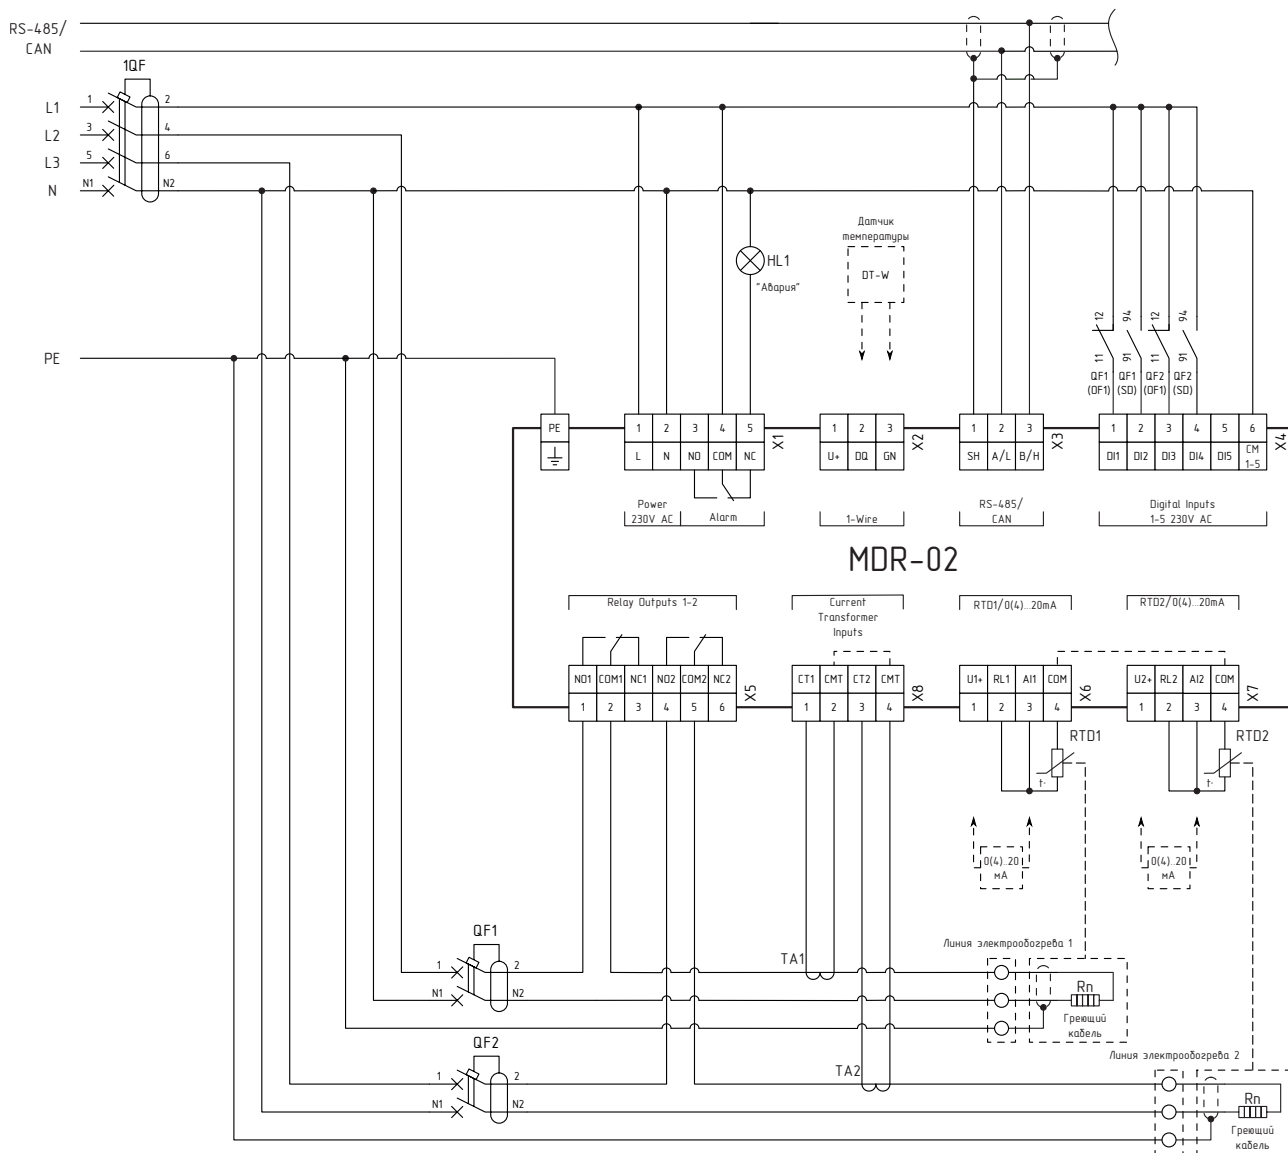 RS-485/
CAN
1QF
L1 1 2
L2 3 4
L3 5 6
N N1 N2
Датчик
температуры
DT-W
HL1
"Авария"
PE
12 94 12 94
11 91 11 91
QF1 QF1 QF2 QF2
(OF1) (SD) (OF1) (SD)
PE
1 2 3 4 5
L N NO COM NC
X1
1 2 3
U+ DQ GN
X2
1 2 3
SH A/L B/H
X3
1 2 3 4 5 6
DI1 DI2 DI3 DI4 DI5 CM
1-5
X4
Power
230V AC
Alarm
1-Wire
RS-485/
CAN
Digital Inputs
1-5 230V AC
MDR-02
Relay Outputs 1-2
Current
Transformer
Inputs
RTD1/0(4)...20mA
RTD2/0(4)...20mA
NO1 COM1 NC1 NO2 COM2 NC2
1 2 3 4 5 6
X5
CT1 CMT CT2 CMT
1 2 3 4
X8
U1+ RL1 AI1 COM
1 2 3 4
X6
U2+ RL2 AI2 COM
1 2 3 4
X7
RTD1
t°
RTD2
t°
0(4)...20
мА
0(4)...20
мА
QF1
1 2
N1 N2
TA1
Линия электрообогрева 1
Rn
Греющий
кабель
QF2
1 2
N1 N2
TA2
Линия электрообогрева 2
Rn
Греющий
кабель